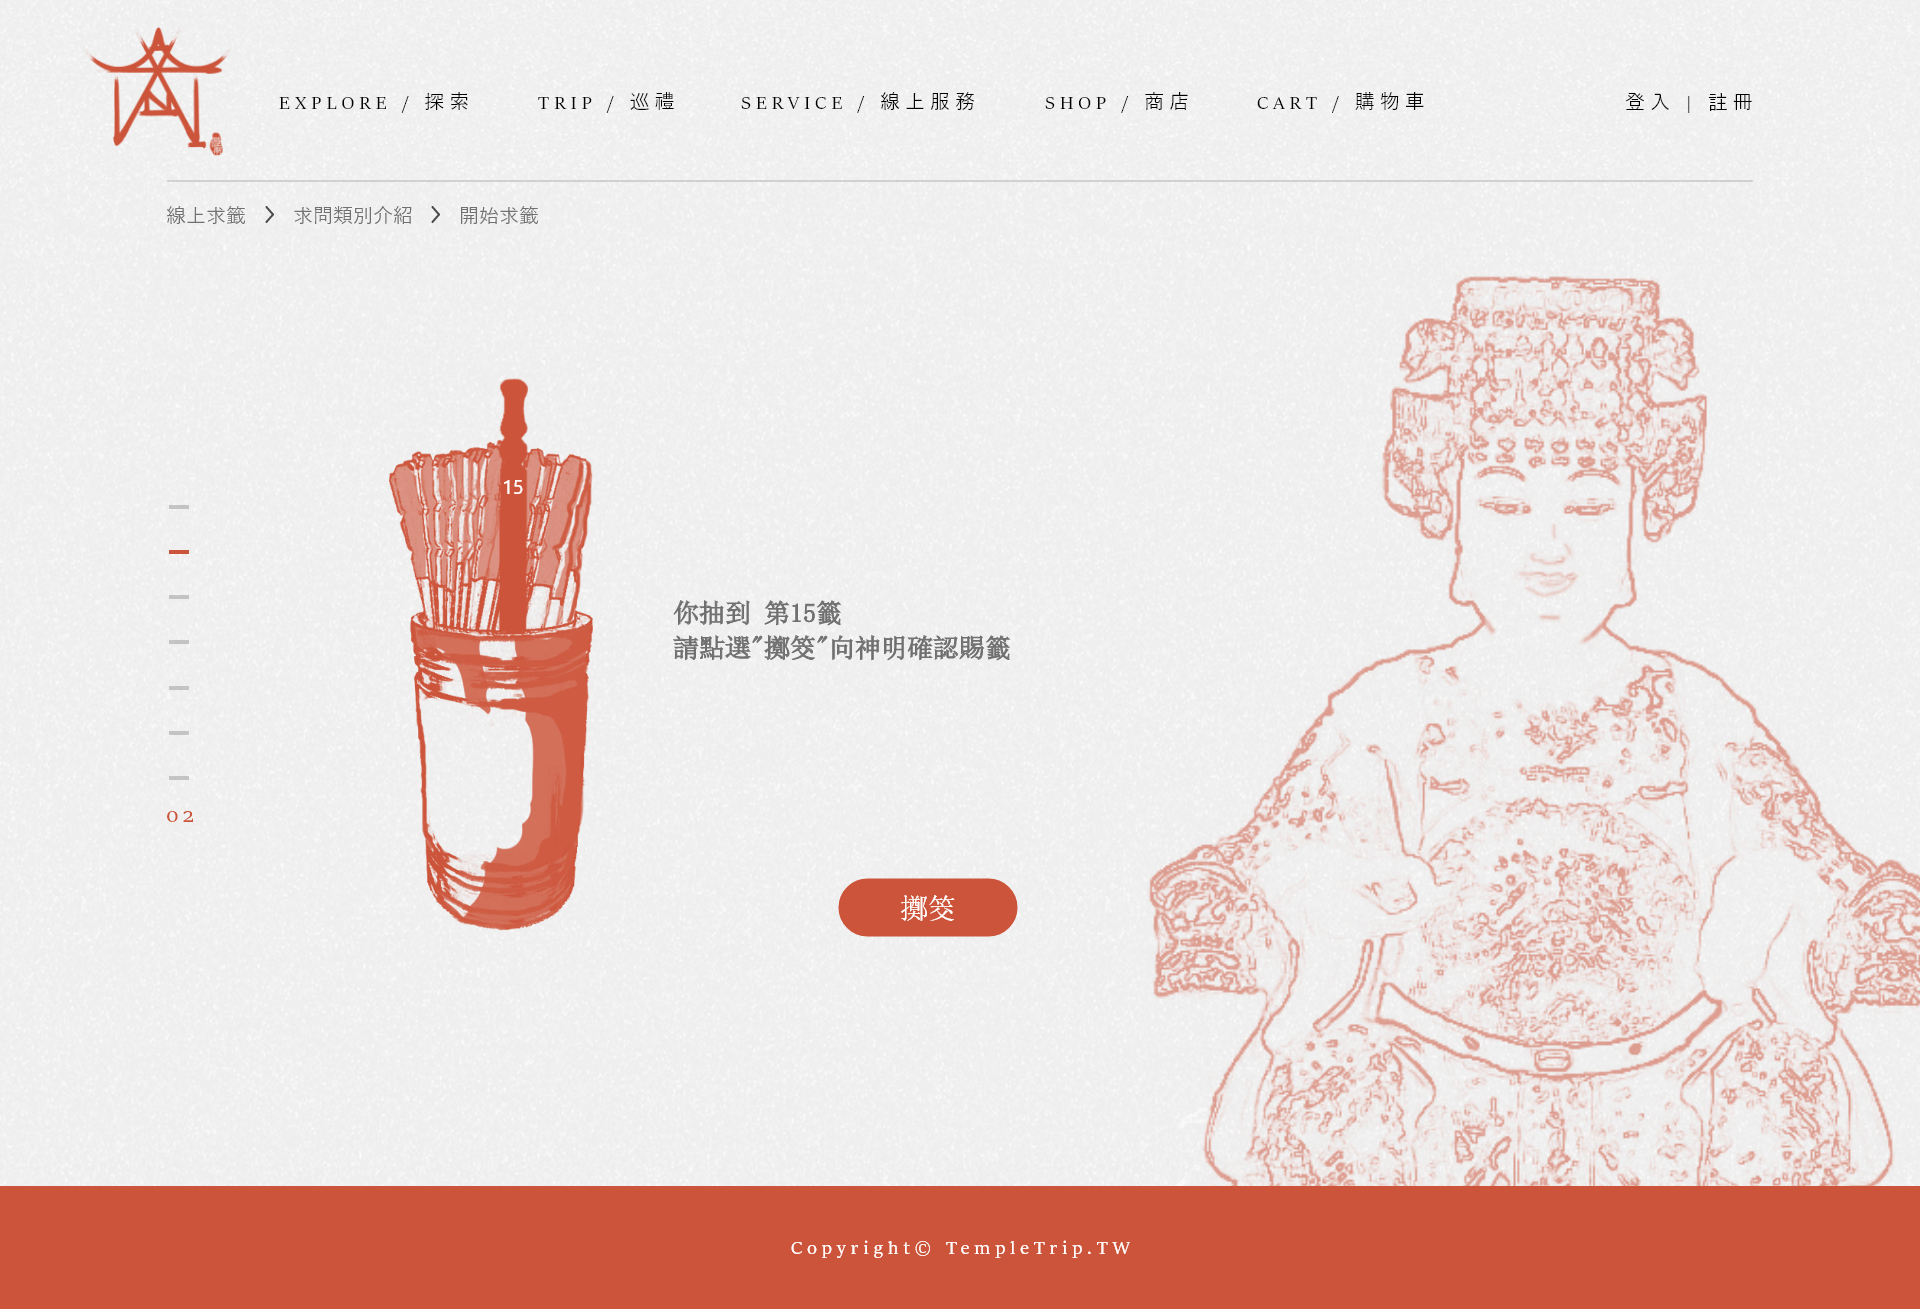 EXPLORE / 探索
TRIP / 巡禮
SERVICE / 線上服務
SHOP / 商店
CART / 購物車
登入 | 註冊
線上求籤 > 求問類別介紹 > 開始求籤
15
你抽到 第15籤
請點選"擲筊"向神明確認賜籤
02
擲筊
Copyright© TempleTrip.TW